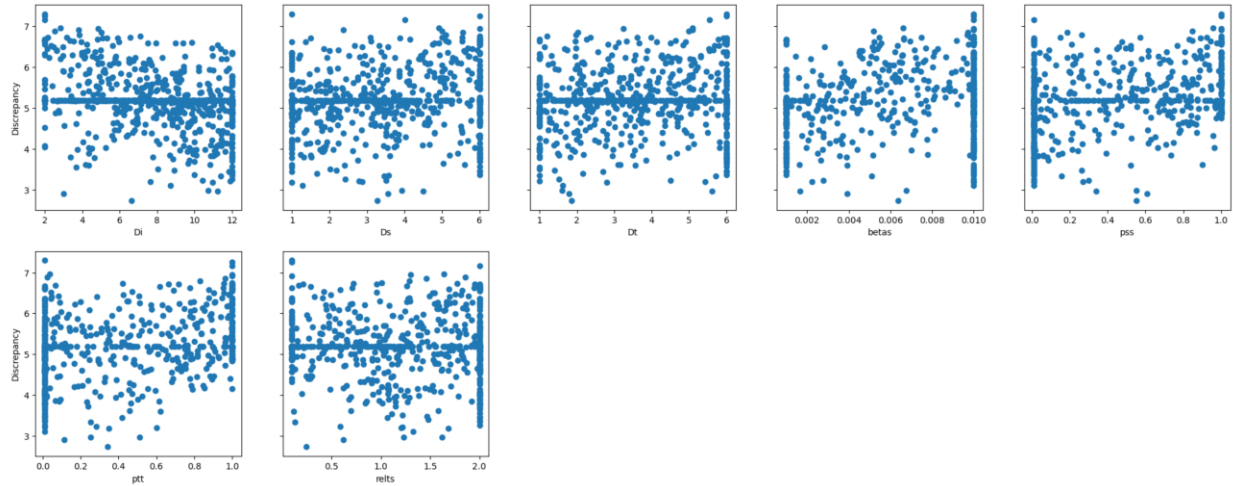 7
6
5
4
3
Discrepancy
2 4 6 8 10 12
Di
1 2 3 4 5 6
Ds
1 2 3 4 5 6
Dt
0.002 0.004 0.006 0.008 0.010
betas
0.0 0.2 0.4 0.6 0.8 1.0
pss
7
6
5
4
3
Discrepancy
0.0 0.2 0.4 0.6 0.8 1.0
ptt
0.5 1.0 1.5 2.0
relts